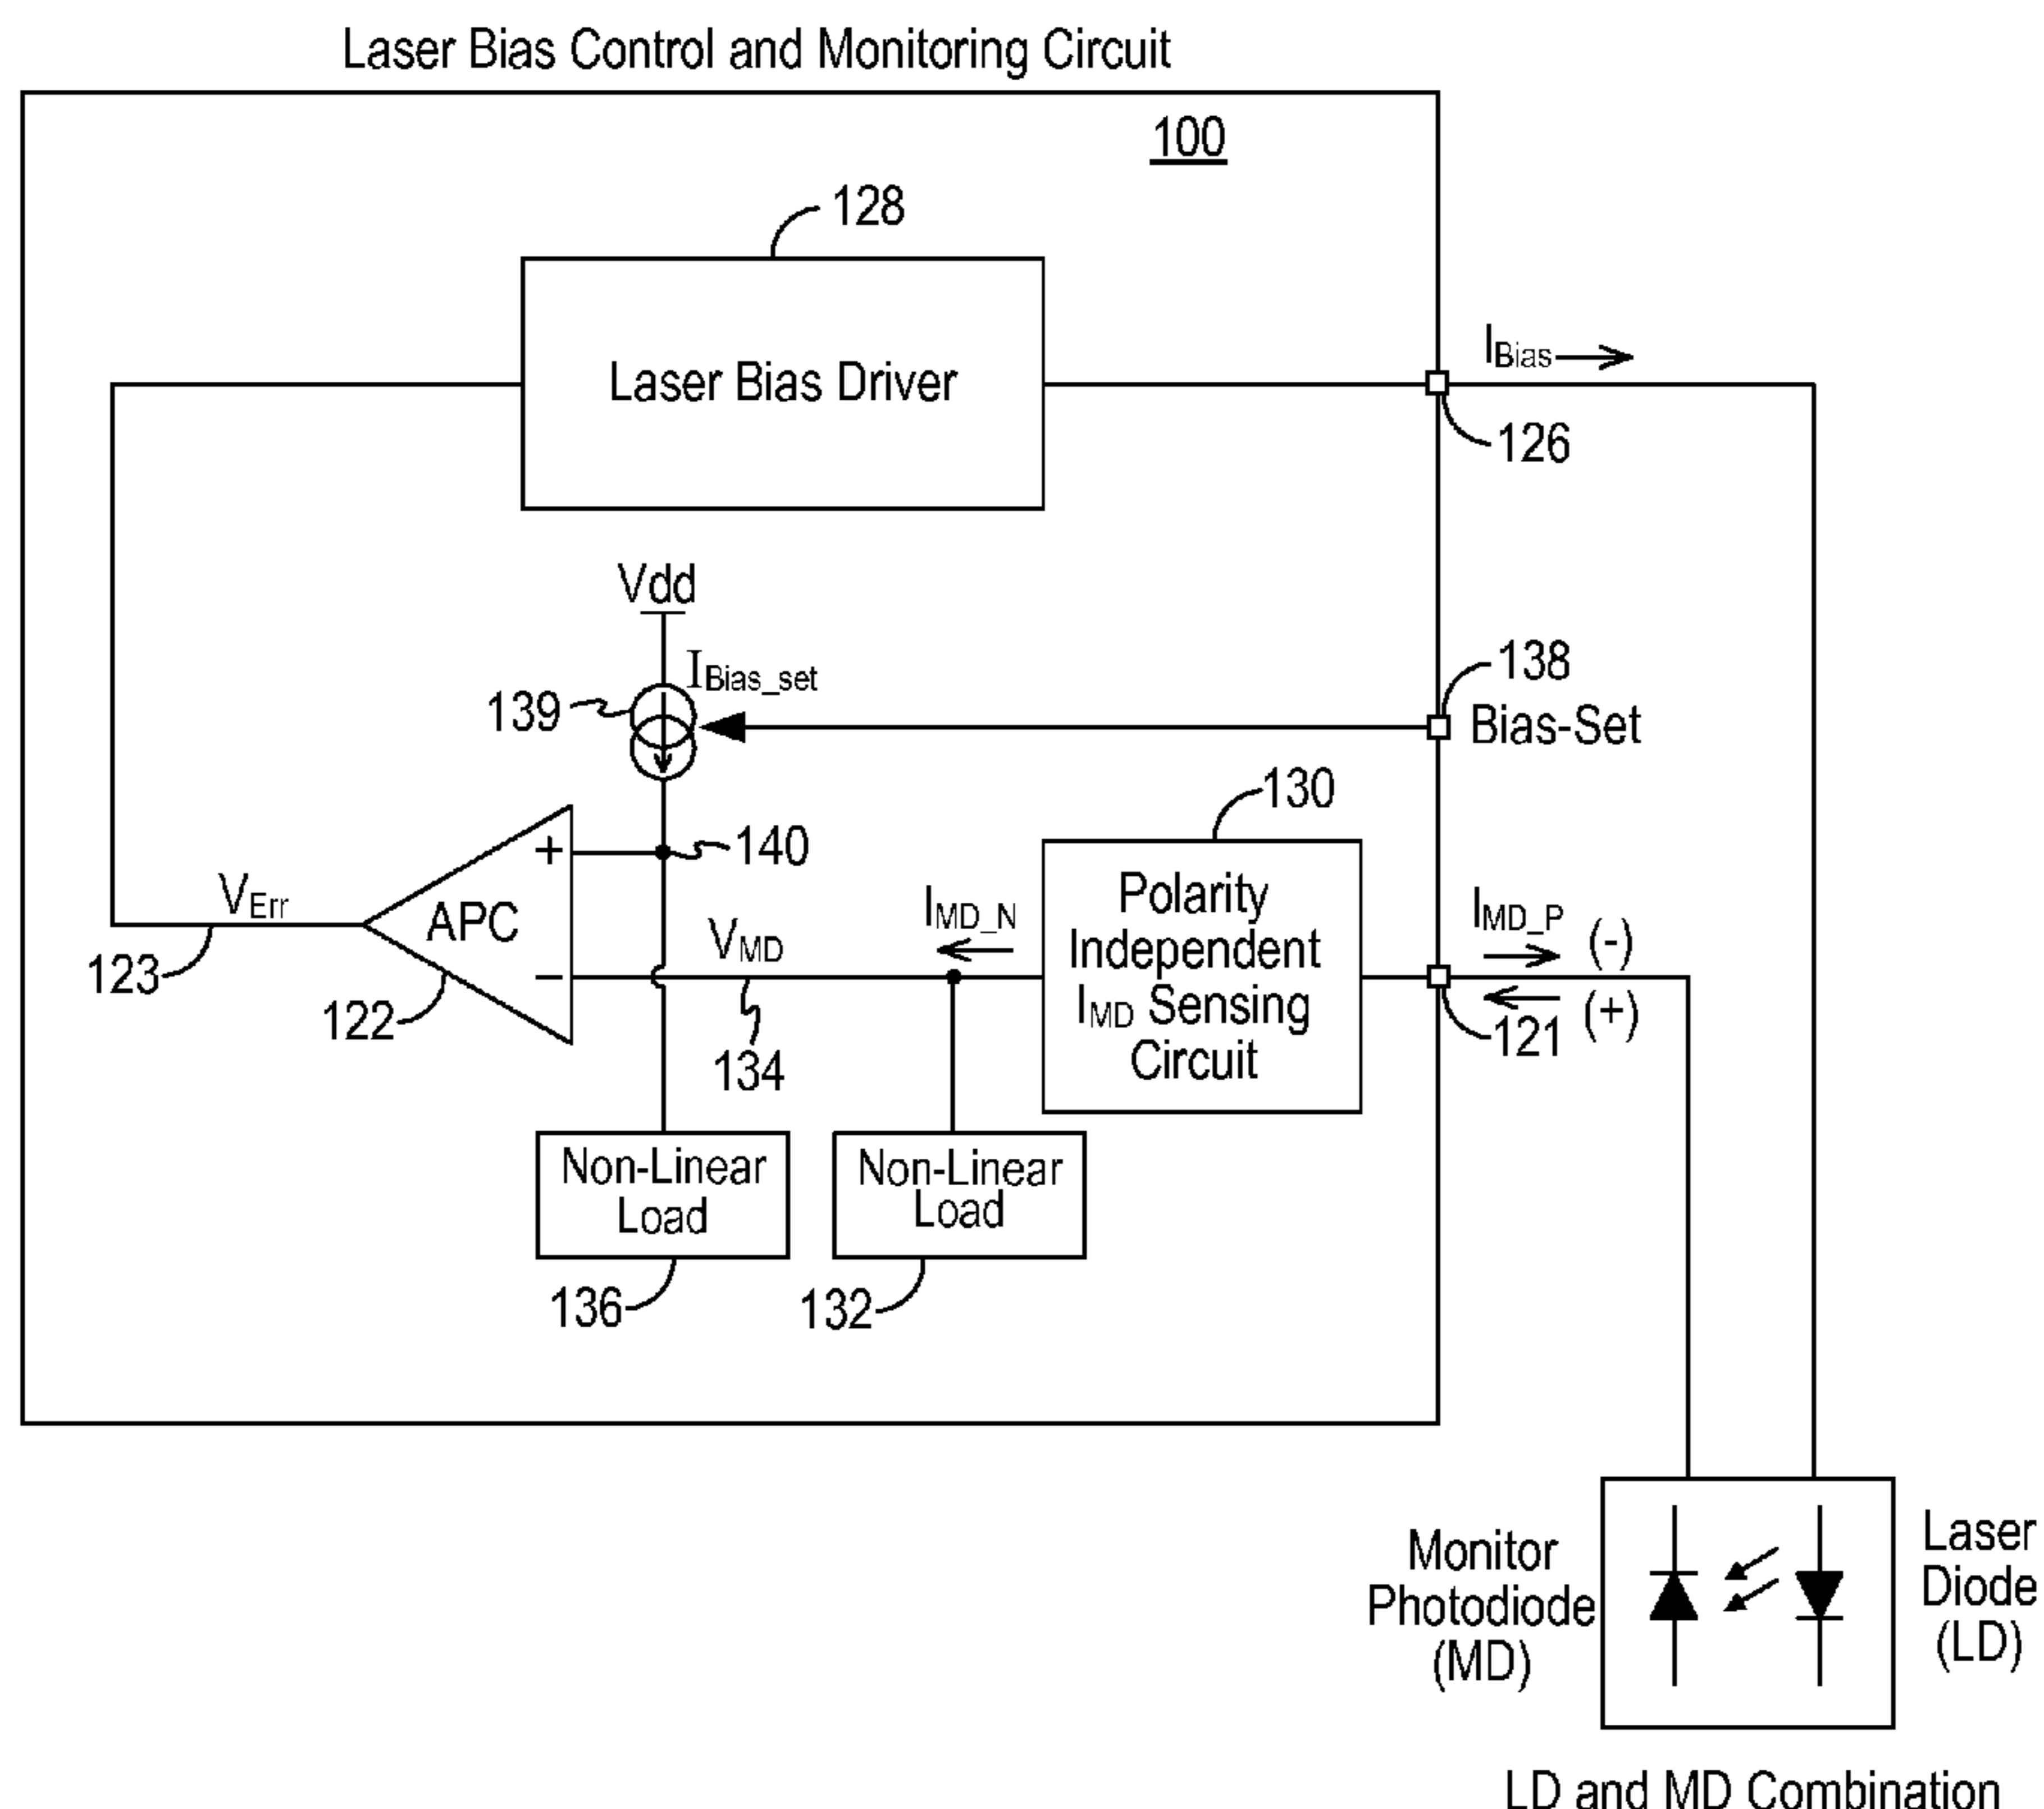 Laser Bias Control and Monitoring Circuit
100
128
Laser Bias Driver
IBias
126
Vdd
IBias_set
139
138
Bias-Set
130
+
140
Polarity
Independent
IMD Sensing
Circuit
VErr
APC
VMD
IMD_N
IMD_P
(-)
(+)
−
123
122
134
121
Non-Linear
Load
Non-Linear
Load
136
132
Monitor
Photodiode
(MD)
Laser
Diode
(LD)
LD and MD Combination